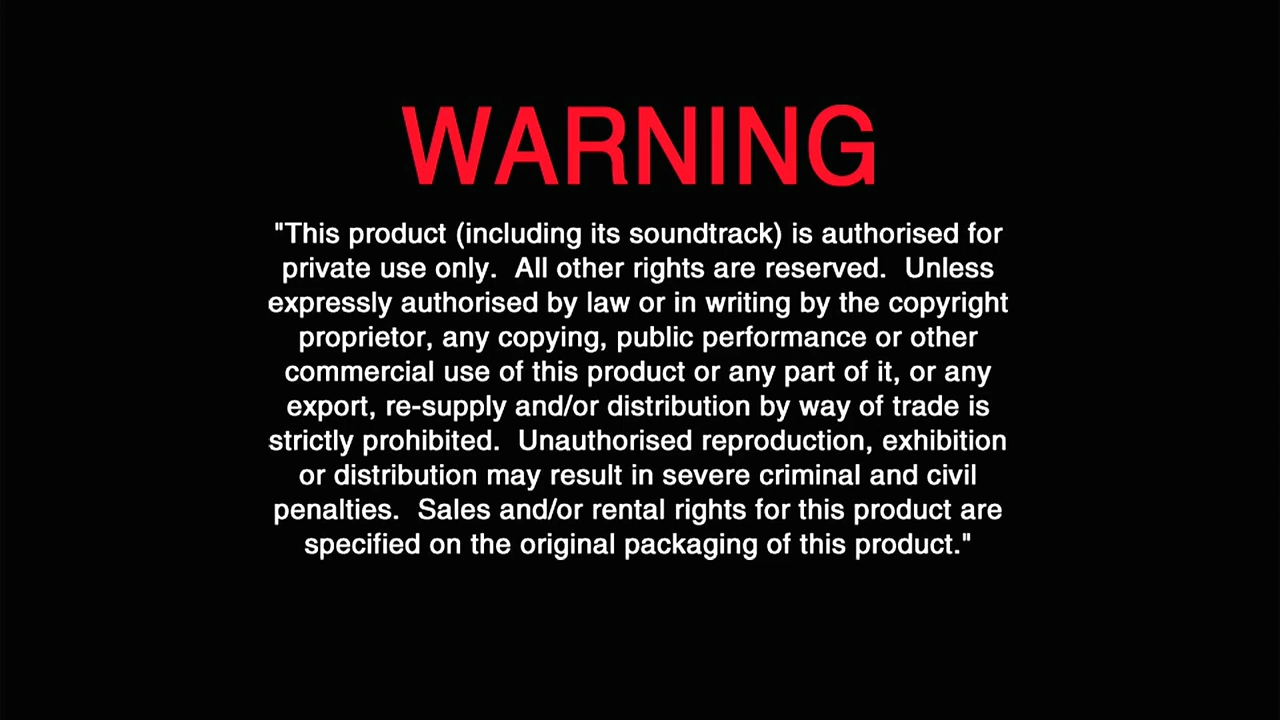 WARNING
"This product (including its soundtrack) is authorised for
private use only.  All other rights are reserved.  Unless
expressly authorised by law or in writing by the copyright
proprietor, any copying, public performance or other
commercial use of this product or any part of it, or any
export, re-supply and/or distribution by way of trade is
strictly prohibited.  Unauthorised reproduction, exhibition
or distribution may result in severe criminal and civil
penalties.  Sales and/or rental rights for this product are
specified on the original packaging of this product."